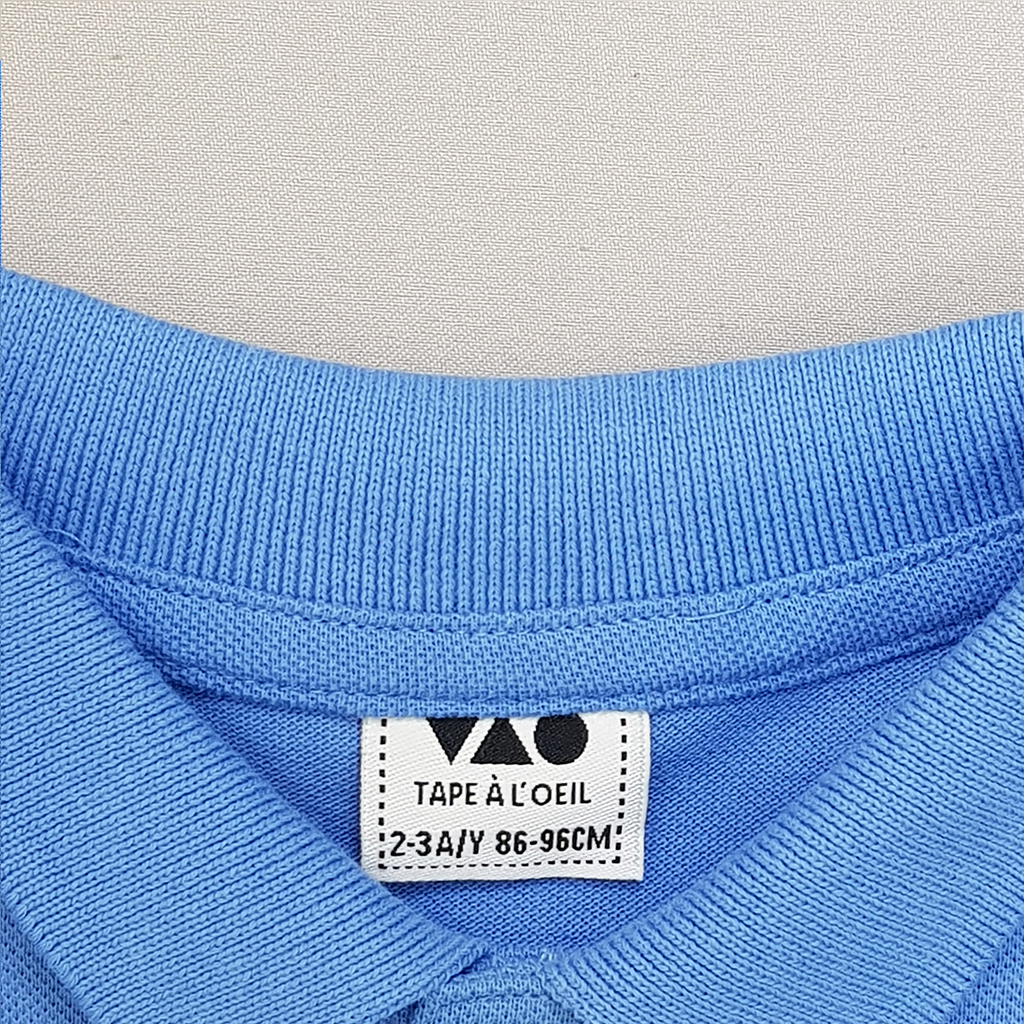 TAPE À L'OEIL
2-3A/Y 86-96CM